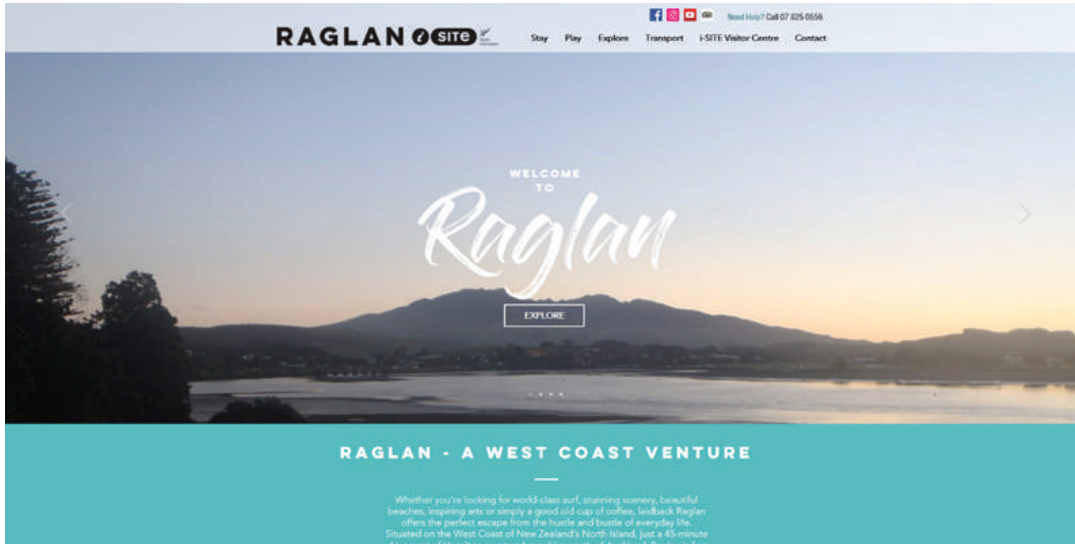 Need Help? Call 07 825 0556
RAGLAN i SITE
Stay Play Explore Transport i-SITE Visitor Centre Contact
WELCOME
TO
Raglan
EXPLORE
RAGLAN - A WEST COAST VENTURE
Whether you're looking for world-class surf, stunning scenery, beautiful
beaches, inspiring arts or simply a good old cup of coffee, laidback Raglan
offers the perfect escape from the hustle and bustle of everyday life.
Situated on the West Coast of New Zealand's North Island, just a 45-minute